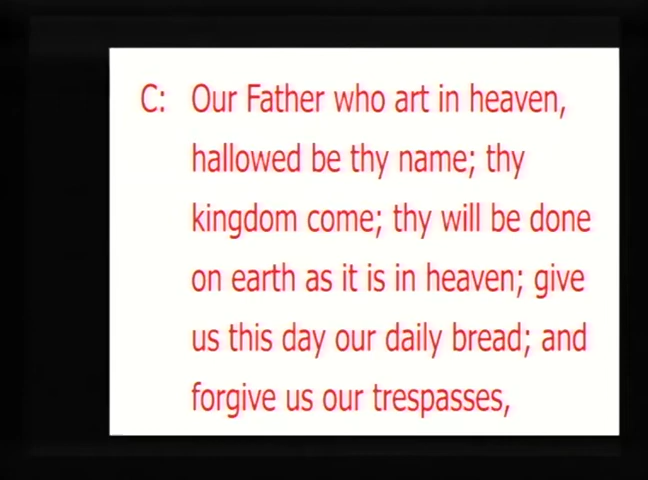 C: Our Father who art in heaven,
hallowed be thy name; thy
kingdom come; thy will be done
on earth as it is in heaven; give
us this day our daily bread; and
forgive us our trespasses,